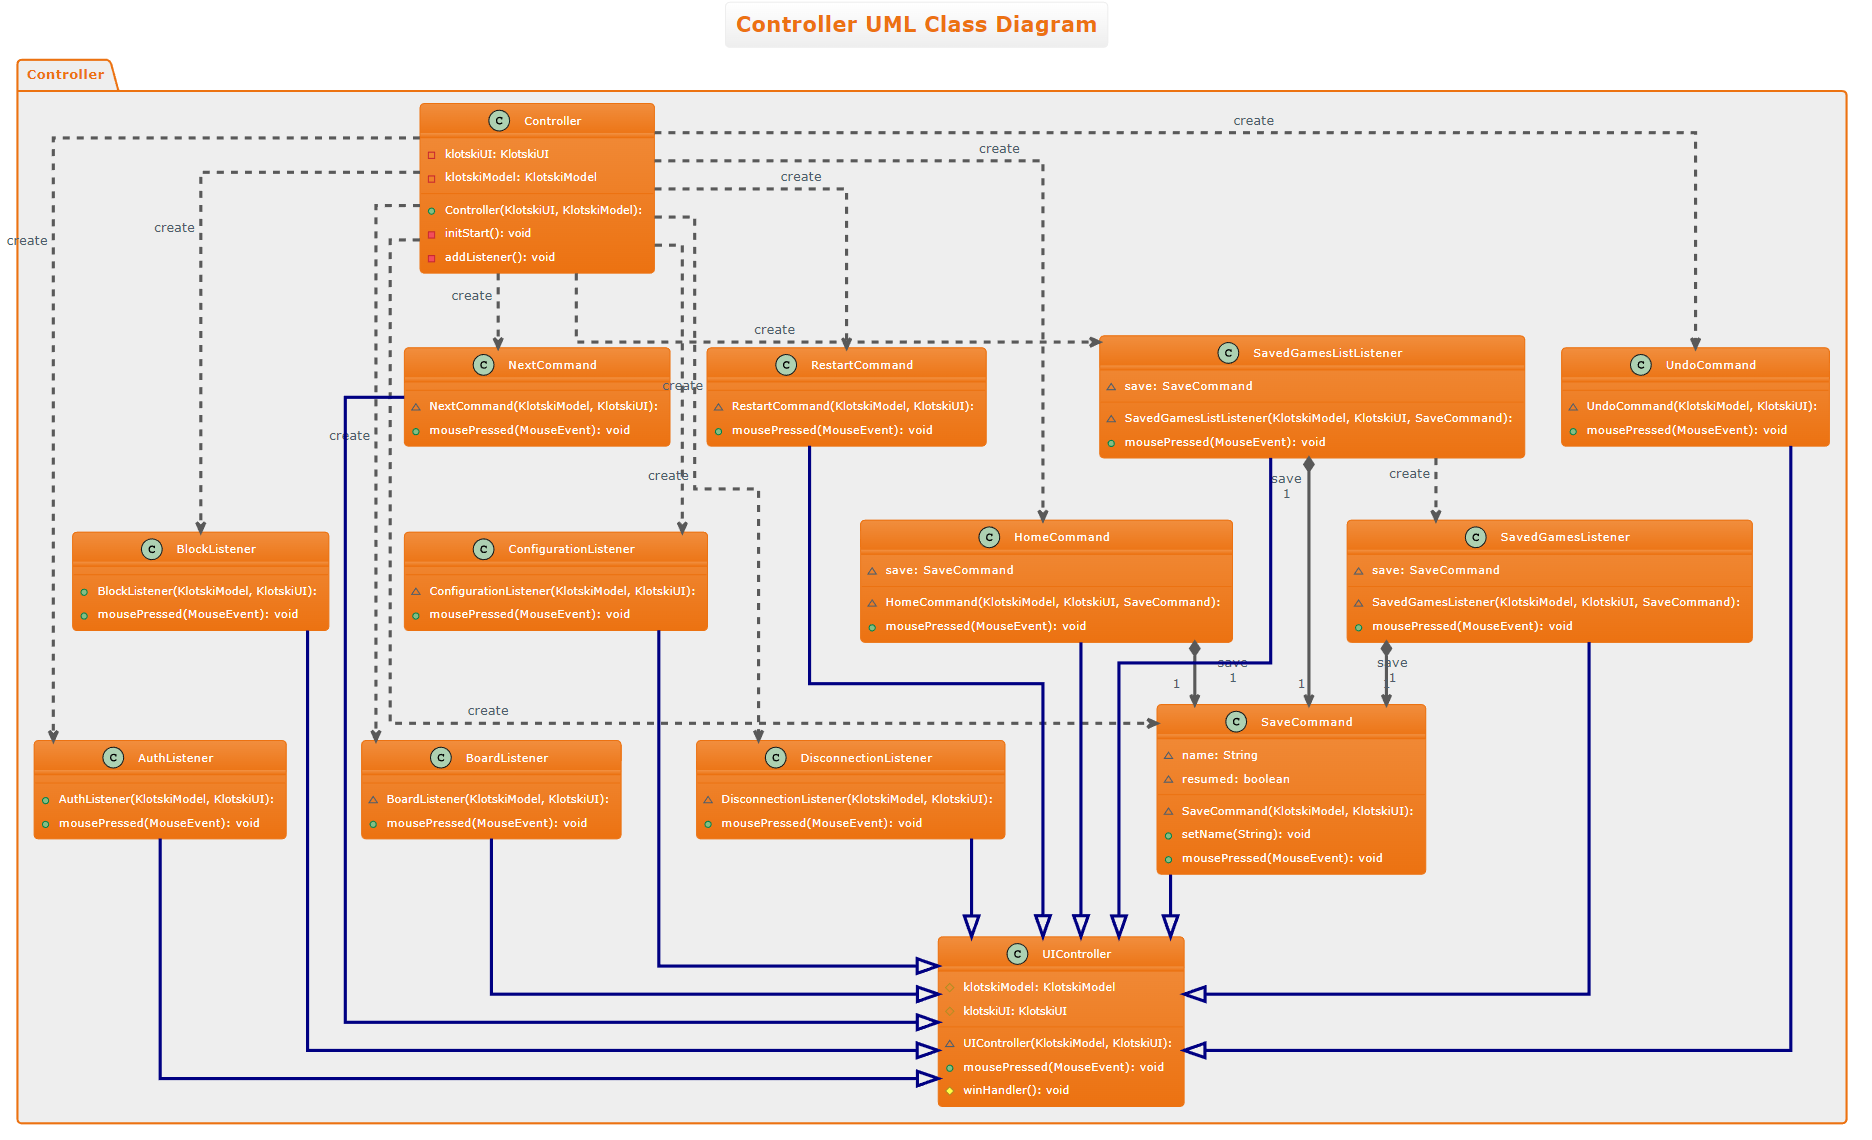 Controller UML Class Diagram
Controller
C Controller
klotskiUI: KlotskiUI
klotskiModel: KlotskiModel
Controller(KlotskiUI, KlotskiModel):
initStart(): void
addListener(): void
create
create
create
create
create
create
create
create
create
create
create
C NextCommand
NextCommand(KlotskiModel, KlotskiUI):
mousePressed(MouseEvent): void
C RestartCommand
RestartCommand(KlotskiModel, KlotskiUI):
mousePressed(MouseEvent): void
C SavedGamesListListener
save: SaveCommand
SavedGamesListListener(KlotskiModel, KlotskiUI, SaveCommand):
mousePressed(MouseEvent): void
C UndoCommand
UndoCommand(KlotskiModel, KlotskiUI):
mousePressed(MouseEvent): void
save
1
create
C BlockListener
BlockListener(KlotskiModel, KlotskiUI):
mousePressed(MouseEvent): void
C ConfigurationListener
ConfigurationListener(KlotskiModel, KlotskiUI):
mousePressed(MouseEvent): void
C HomeCommand
save: SaveCommand
HomeCommand(KlotskiModel, KlotskiUI, SaveCommand):
mousePressed(MouseEvent): void
C SavedGamesListener
save: SaveCommand
SavedGamesListener(KlotskiModel, KlotskiUI, SaveCommand):
mousePressed(MouseEvent): void
save
1
save
1
1
1
1
C AuthListener
AuthListener(KlotskiModel, KlotskiUI):
mousePressed(MouseEvent): void
C BoardListener
BoardListener(KlotskiModel, KlotskiUI):
mousePressed(MouseEvent): void
C DisconnectionListener
DisconnectionListener(KlotskiModel, KlotskiUI):
mousePressed(MouseEvent): void
C SaveCommand
name: String
resumed: boolean
SaveCommand(KlotskiModel, KlotskiUI):
setName(String): void
mousePressed(MouseEvent): void
C UIController
klotskiModel: KlotskiModel
klotskiUI: KlotskiUI
UIController(KlotskiModel, KlotskiUI):
mousePressed(MouseEvent): void
winHandler(): void